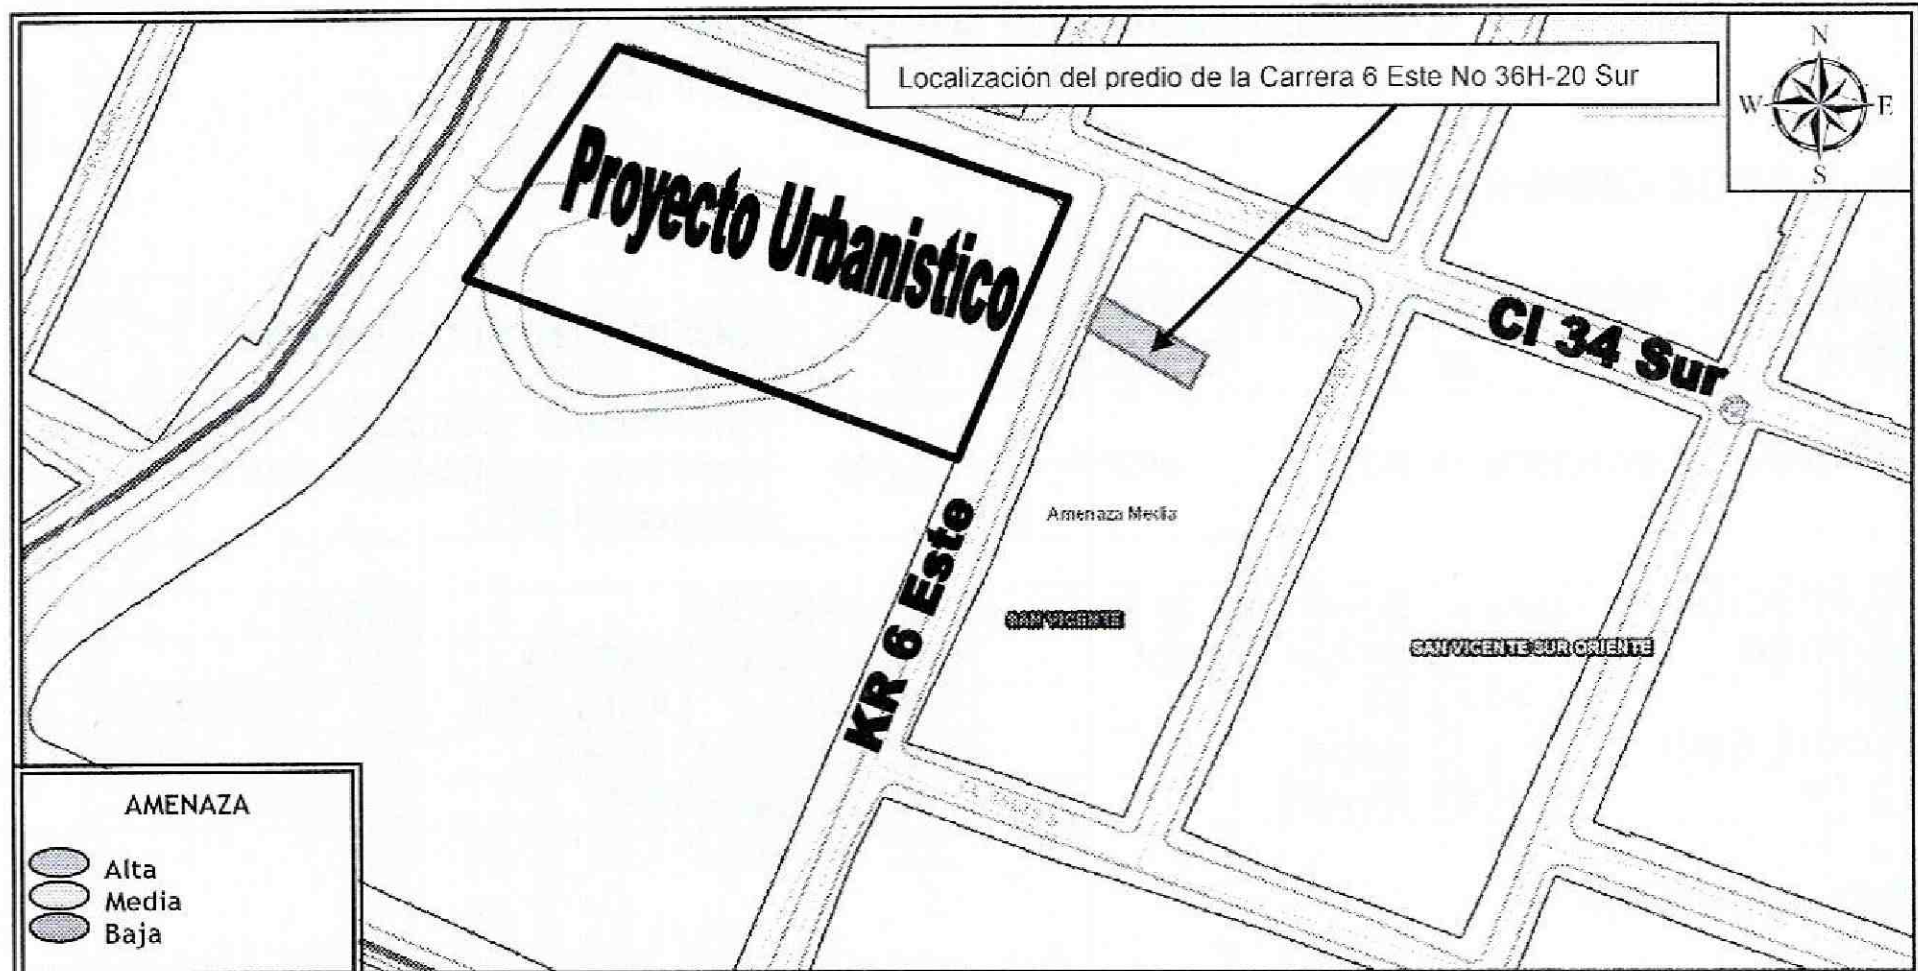 Localización del predio de la Carrera 6 Este No 36H-20 Sur
N
W
E
S
Proyecto Urbanistico
Cl 34 Sur
KR 6 Este
Amenaza Media
SAN VICENTE
SAN VICENTE SUR ORIENTE
AMENAZA
Alta
Media
Baja